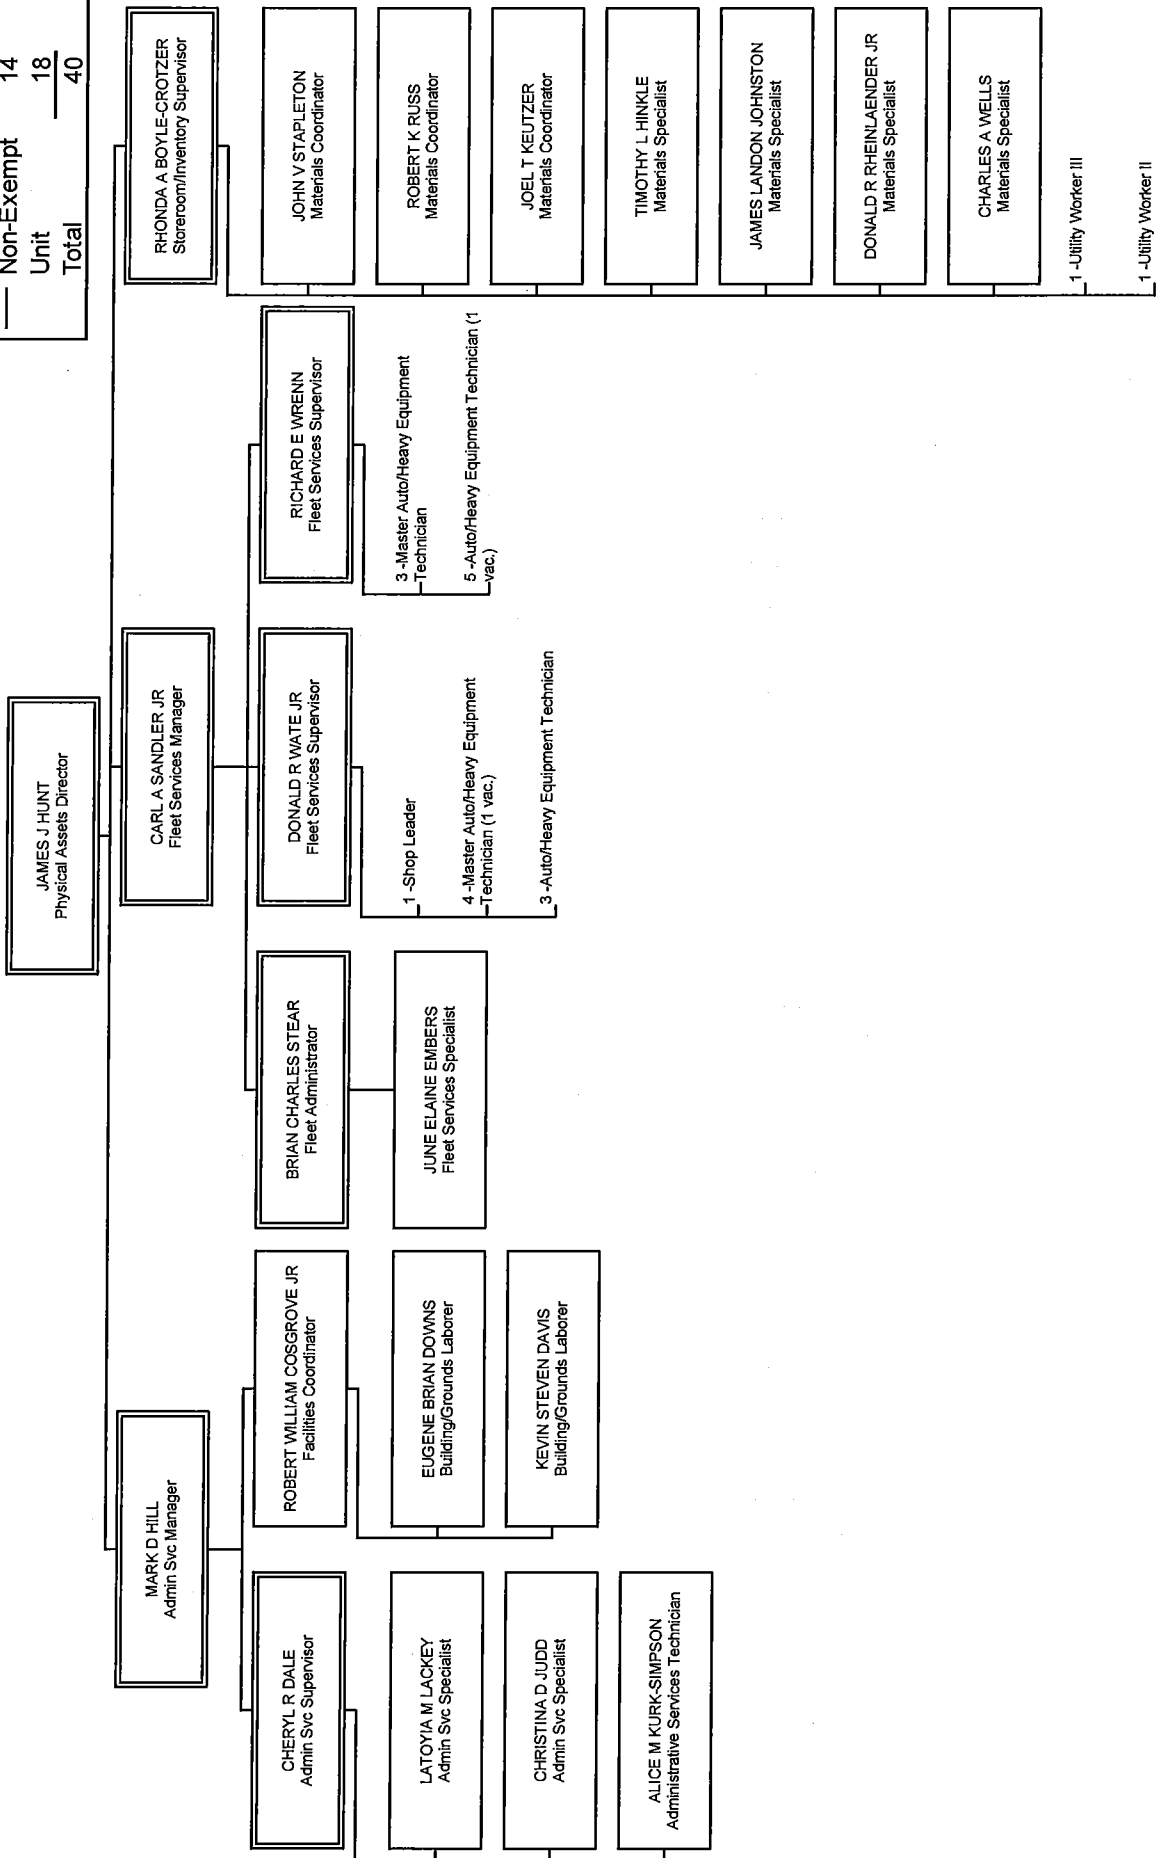 Non-Exempt 14
Unit 18
Total 40
JAMES J HUNT
Physical Assets Director
MARK D HILL
Admin Svc Manager
CARL A SANDLER JR
Fleet Services Manager
RHONDA A BOYLE-CROTZER
Storeroom/Inventory Supervisor
CHERYL R DALE
Admin Svc Supervisor
LATOYIA M LACKEY
Admin Svc Specialist
CHRISTINA D JUDD
Admin Svc Specialist
ALICE M KURK-SIMPSON
Administrative Services Technician
ROBERT WILLIAM COSGROVE JR
Facilities Coordinator
EUGENE BRIAN DOWNS
Building/Grounds Laborer
KEVIN STEVEN DAVIS
Building/Grounds Laborer
BRIAN CHARLES STEAR
Fleet Administrator
JUNE ELAINE EMBERS
Fleet Services Specialist
DONALD R WATE JR
Fleet Services Supervisor
1 -Shop Leader
4 -Master Auto/Heavy Equipment
Technician (1 vac.)
3 -Auto/Heavy Equipment Technician
RICHARD E WRENN
Fleet Services Supervisor
3 -Master Auto/Heavy Equipment
Technician
5 -Auto/Heavy Equipment Technician (1
vac.)
JOHN V STAPLETON
Materials Coordinator
ROBERT K RUSS
Materials Coordinator
JOEL T KEUTZER
Materials Coordinator
TIMOTHY L HINKLE
Materials Specialist
JAMES LANDON JOHNSTON
Materials Specialist
DONALD R RHEINLAENDER JR
Materials Specialist
CHARLES A WELLS
Materials Specialist
1 -Utility Worker III
1 -Utility Worker II